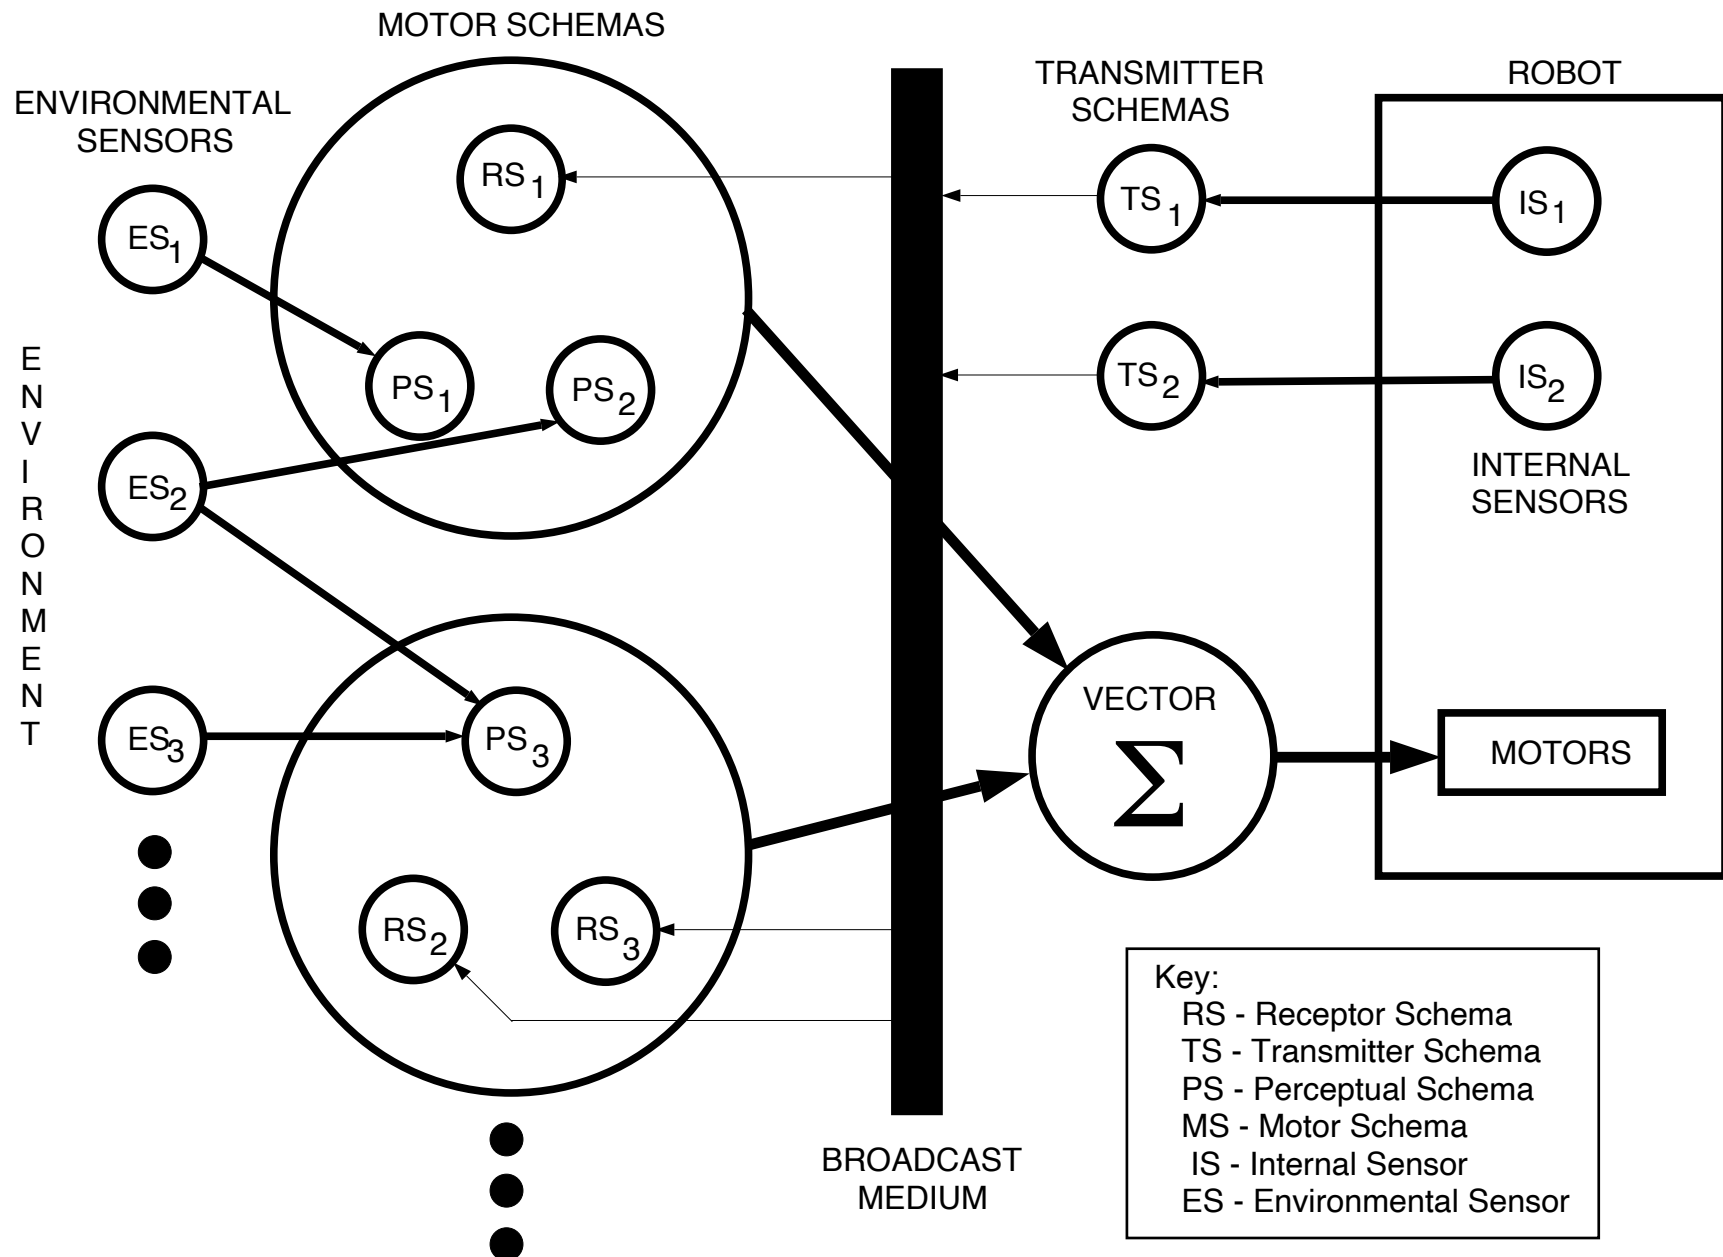 MOTOR SCHEMAS
ENVIRONMENTAL
SENSORS
TRANSMITTER
SCHEMAS
ROBOT
RS1
TS1
IS1
ES1
ENVIRONMENT
PS1
PS2
TS2
IS2
ES2
INTERNAL
SENSORS
ES3
PS3
VECTOR
Σ
MOTORS
RS2
RS3
BROADCAST
MEDIUM
Key:
RS - Receptor Schema
TS - Transmitter Schema
PS - Perceptual Schema
MS - Motor Schema
IS - Internal Sensor
ES - Environmental Sensor